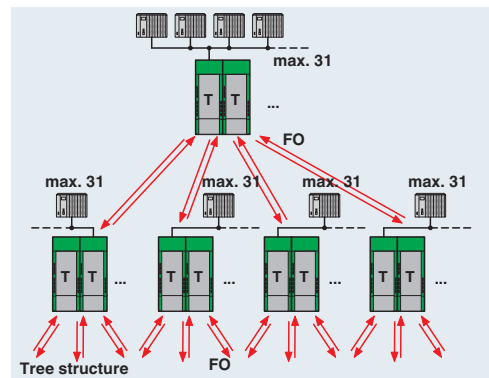 max. 31
T T ...
FO
max. 31 max. 31 max. 31 max. 31
T T ... T T ... T T ... T T ...
Tree structure FO